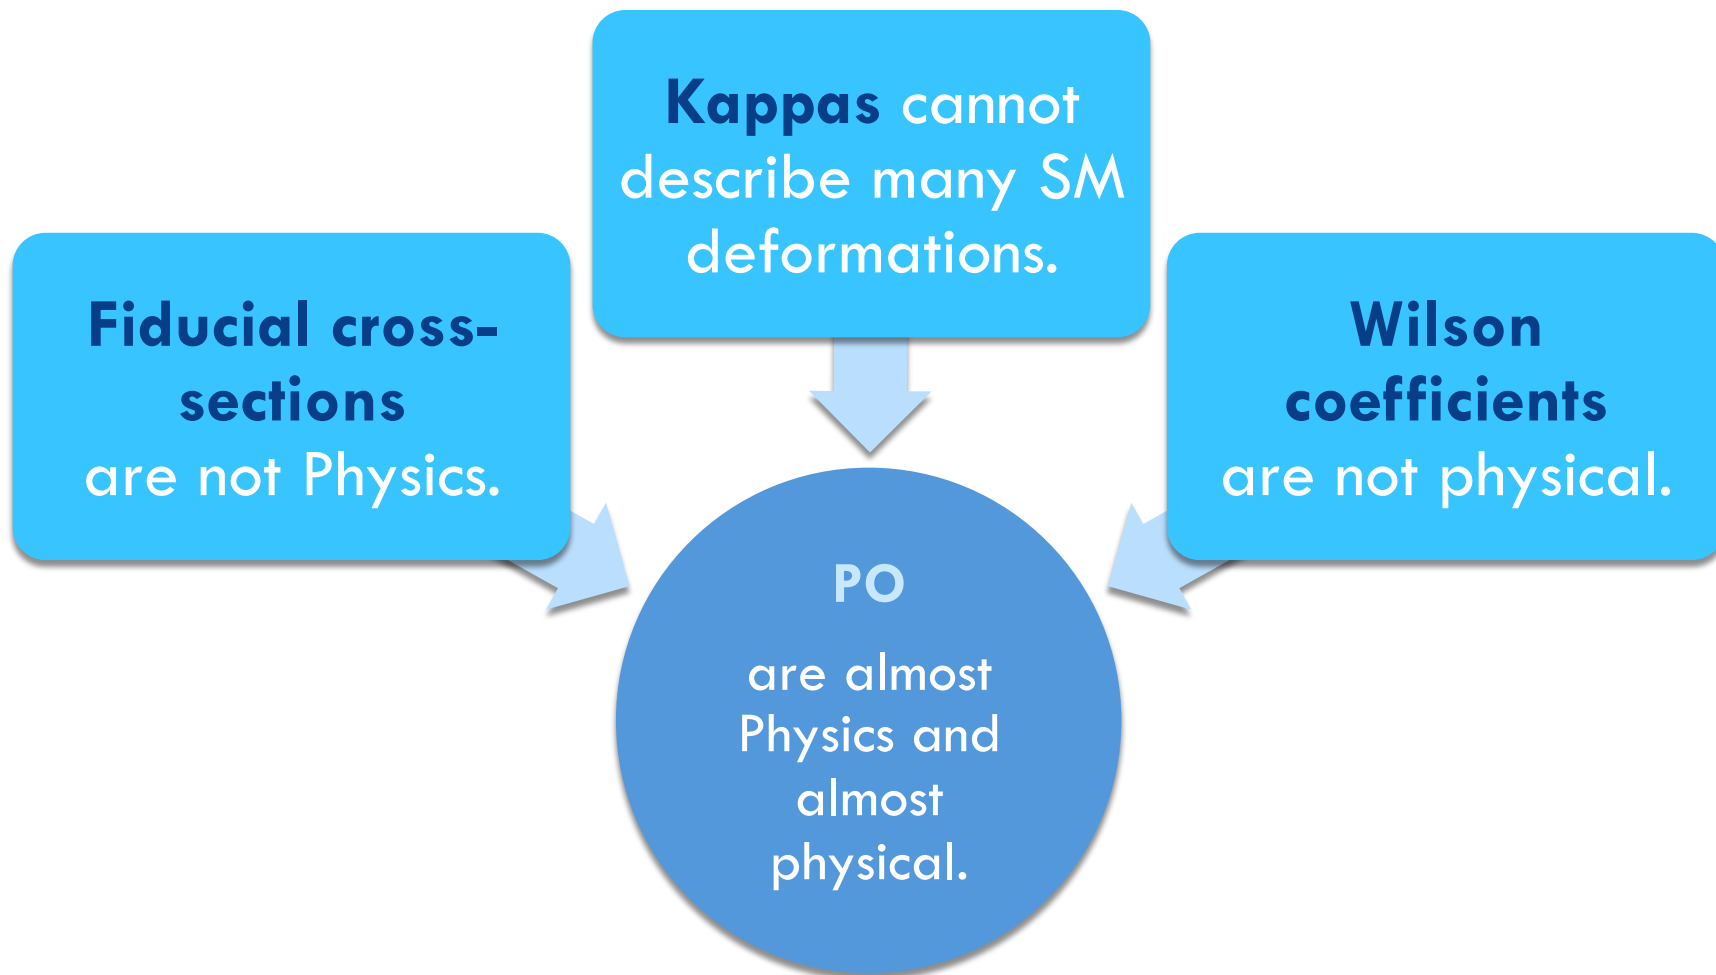 Kappas cannot
describe many SM
deformations.
Fiducial cross-
sections
are not Physics.
Wilson
coefficients
are not physical.
PO
are almost
Physics and
almost
physical.